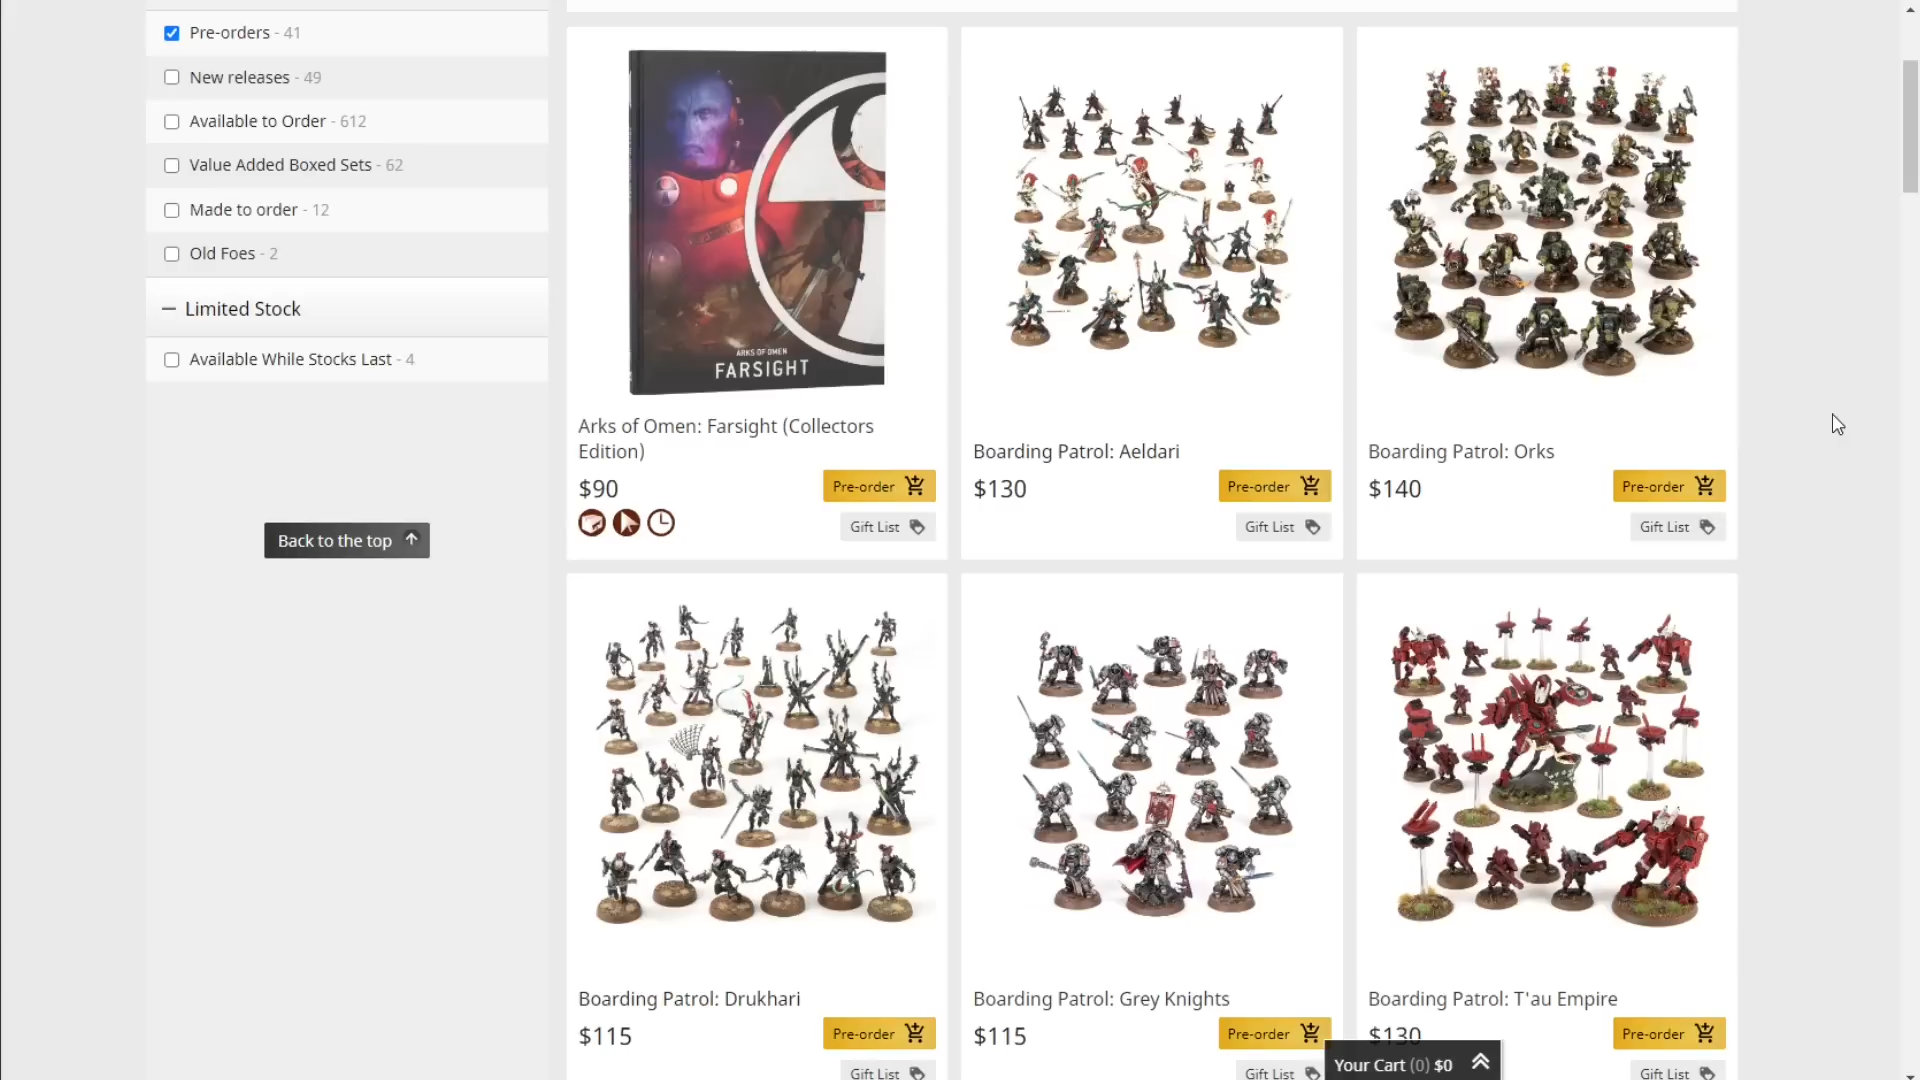 Pre-orders - 41
New releases - 49
Available to Order - 612
Value Added Boxed Sets - 62
Made to order - 12
Old Foes - 2
Limited Stock
Available While Stocks Last - 4
Back to the top
ARKS OF OMEN
FARSIGHT
Arks of Omen: Farsight (Collectors
Edition)
$90
Pre-order
Gift List
Boarding Patrol: Aeldari
$130
Pre-order
Gift List
Boarding Patrol: Orks
$140
Pre-order
Gift List
Boarding Patrol: Drukhari
$115
Pre-order
Gift List
Boarding Patrol: Grey Knights
$115
Pre-order
Gift List
Boarding Patrol: T'au Empire
$130
Pre-order
Gift List
Your Cart (0) $0